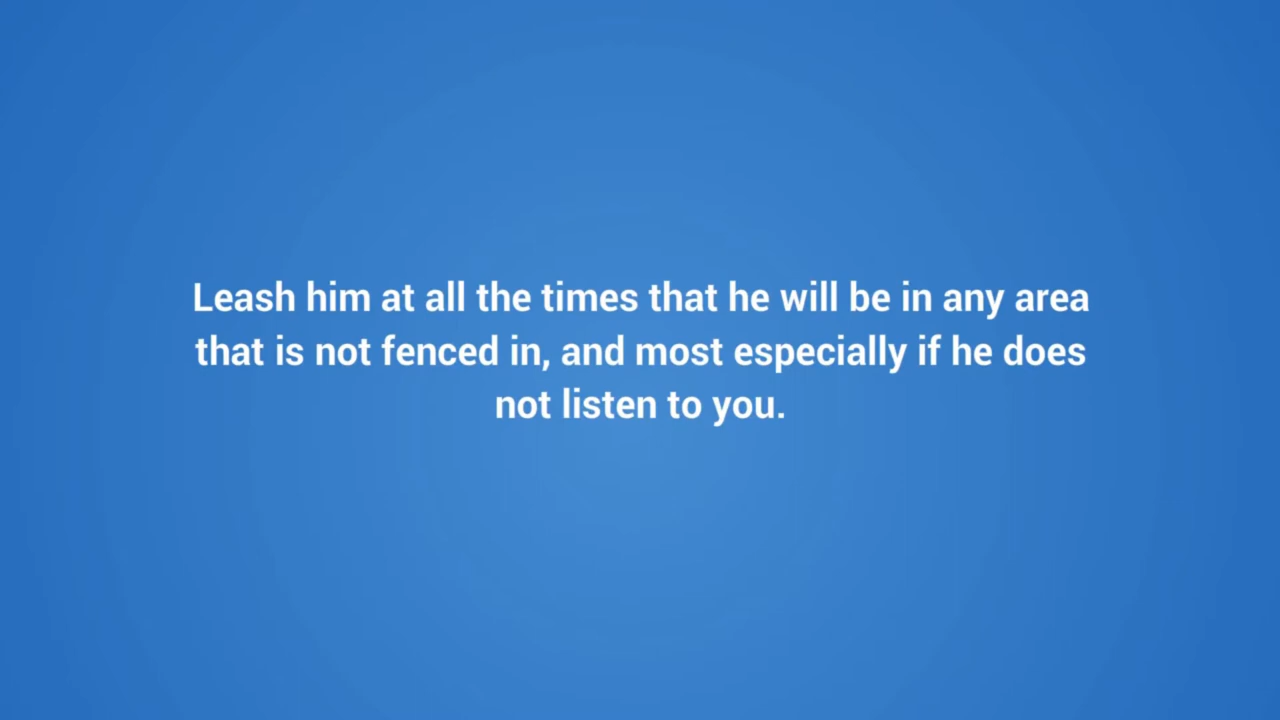 Leash him at all the times that he will be in any area
that is not fenced in, and most especially if he does
not listen to you.